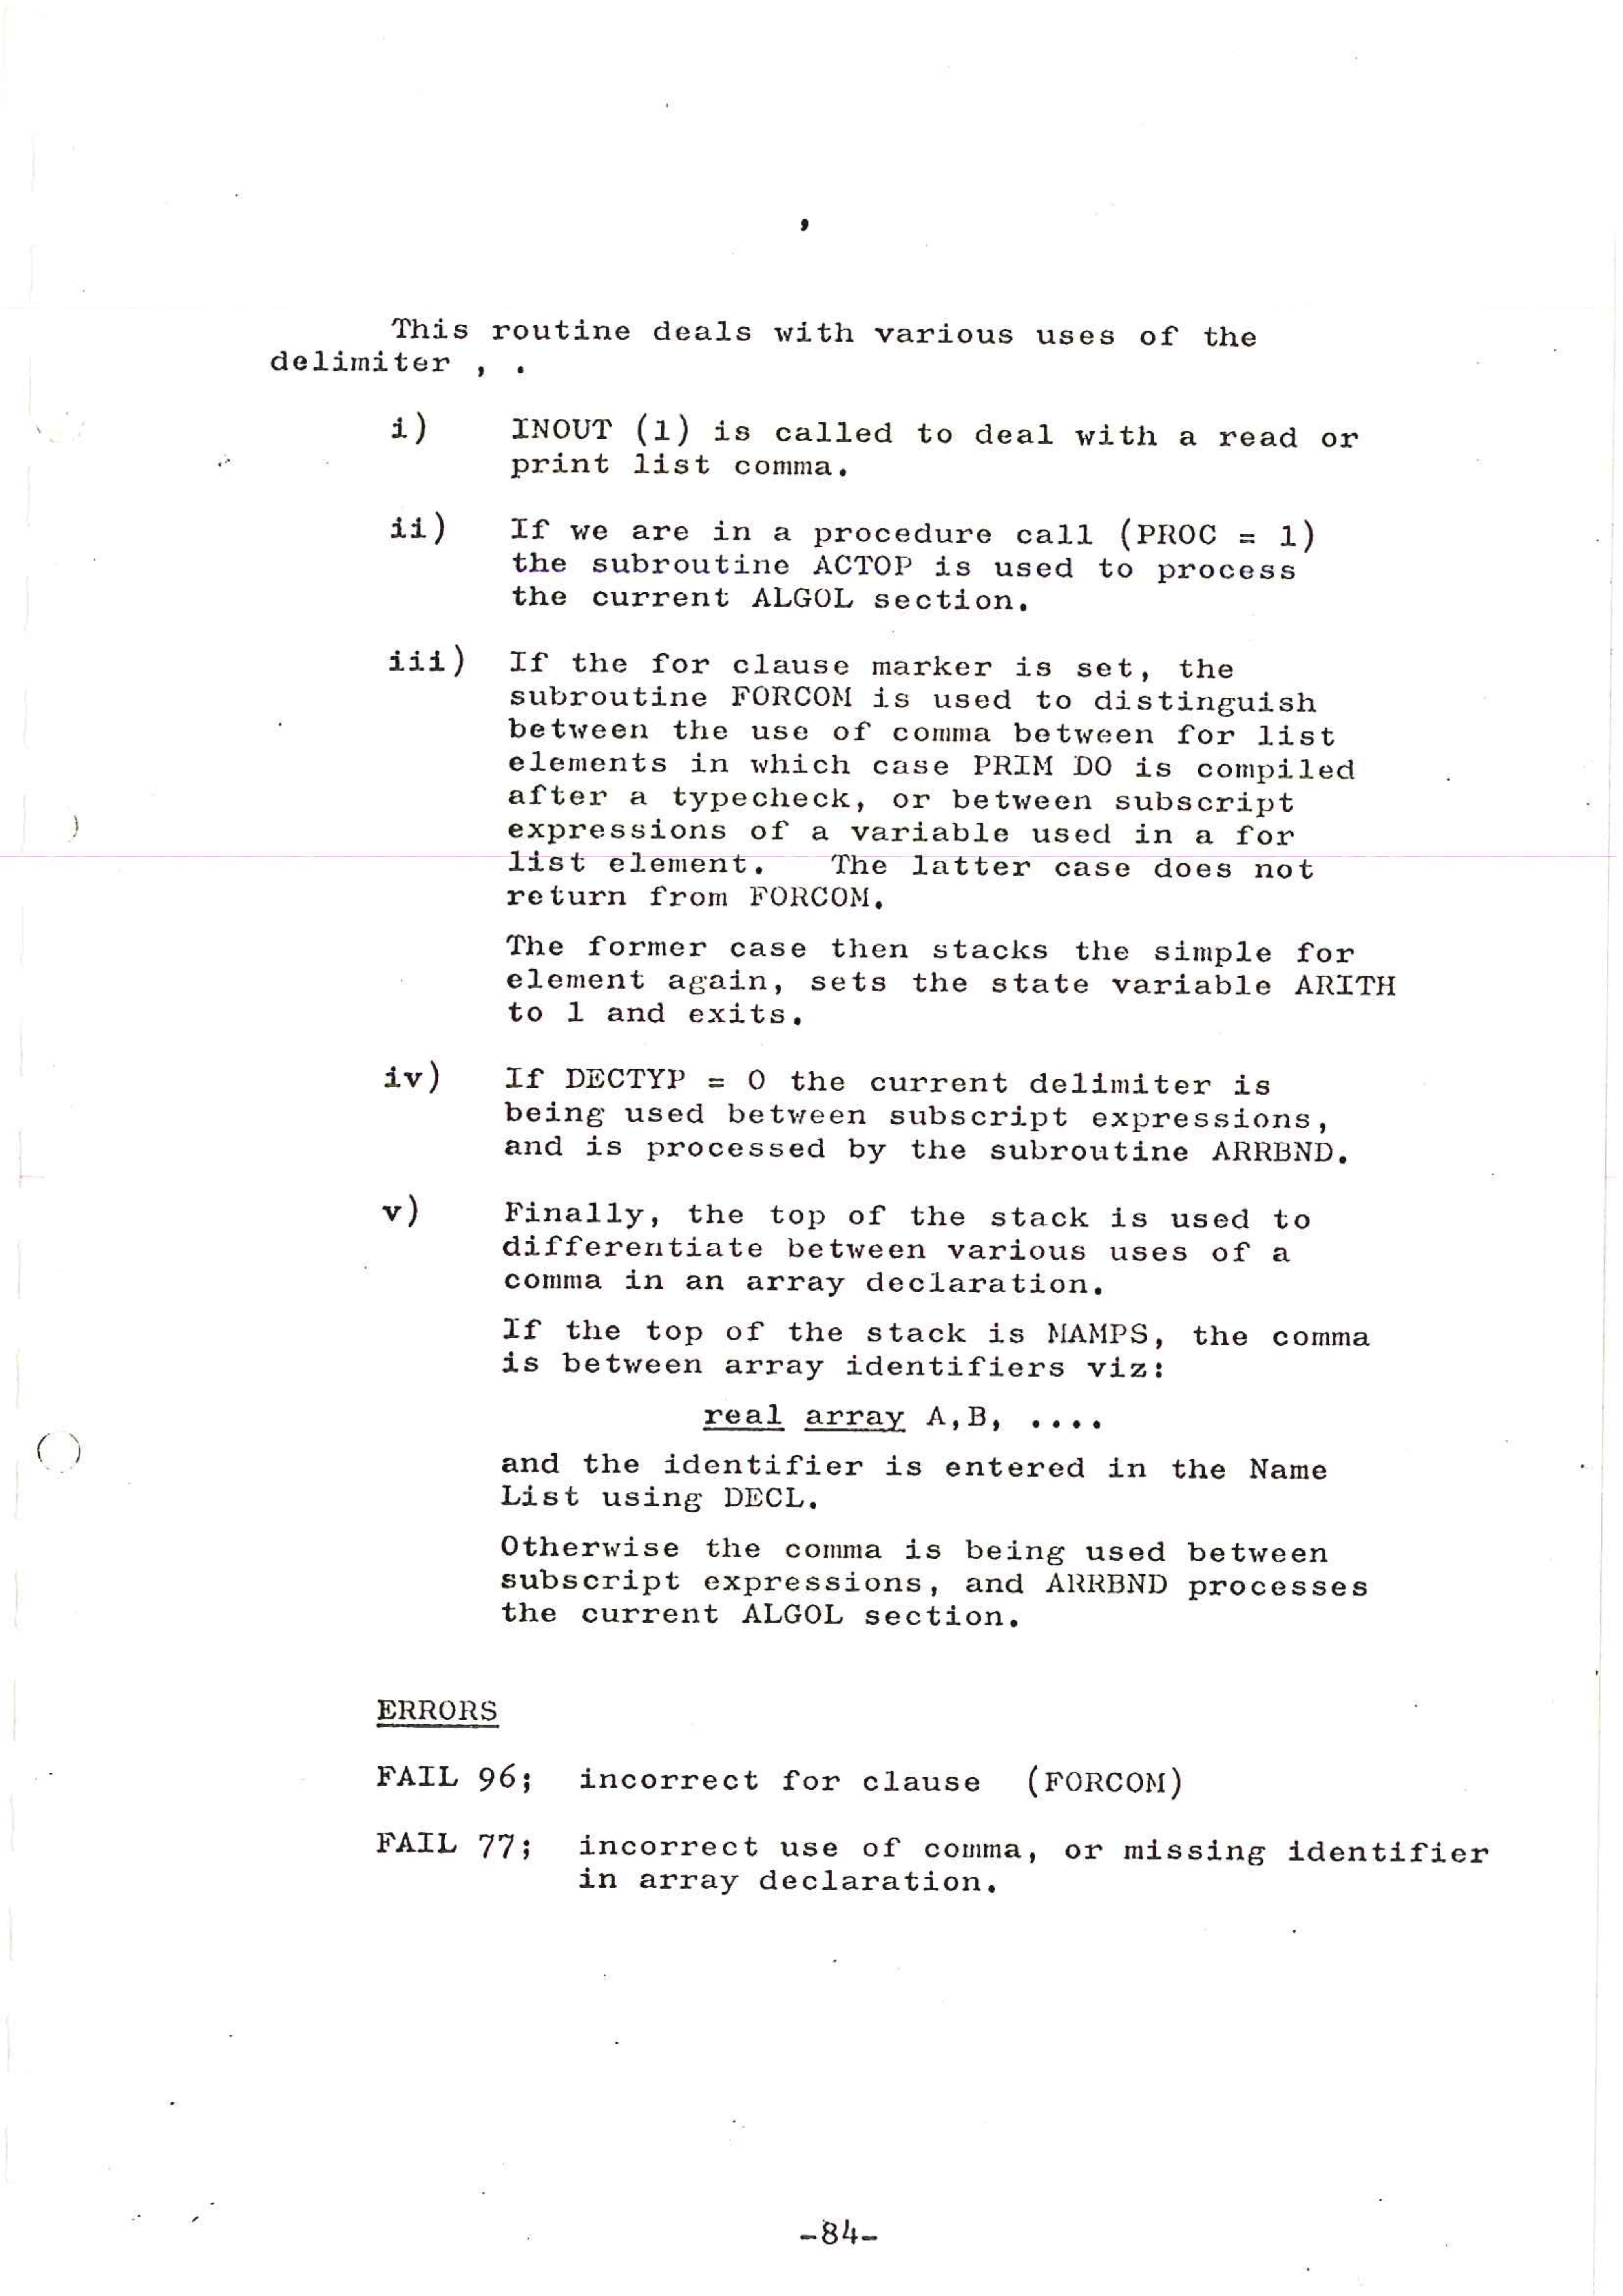 ,
This routine deals with various uses of the
delimiter , .
i) INOUT (1) is called to deal with a read or
print list comma.
ii) If we are in a procedure call (PROC = 1)
the subroutine ACTOP is used to process
the current ALGOL section.
iii) If the for clause marker is set, the
subroutine FORCOM is used to distinguish
between the use of comma between for list
elements in which case PRIM DO is compiled
after a typecheck, or between subscript
expressions of a variable used in a for
list element. The latter case does not
return from FORCOM.
The former case then stacks the simple for
element again, sets the state variable ARITH
to 1 and exits.
iv) If DECTYP = 0 the current delimiter is
being used between subscript expressions,
and is processed by the subroutine ARRBND.
v) Finally, the top of the stack is used to
differentiate between various uses of a
comma in an array declaration.
If the top of the stack is MAMPS, the comma
is between array identifiers viz:
real array A,B, ....
and the identifier is entered in the Name
List using DECL.
Otherwise the comma is being used between
subscript expressions, and ARRBND processes
the current ALGOL section.
ERRORS
FAIL 96; incorrect for clause (FORCOM)
FAIL 77; incorrect use of comma, or missing identifier
in array declaration.
-84-